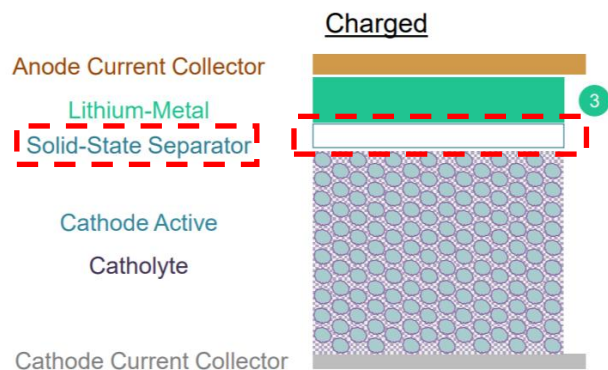 Charged
Anode Current Collector
Lithium-Metal
3
Solid-State Separator
Cathode Active
Catholyte
Cathode Current Collector